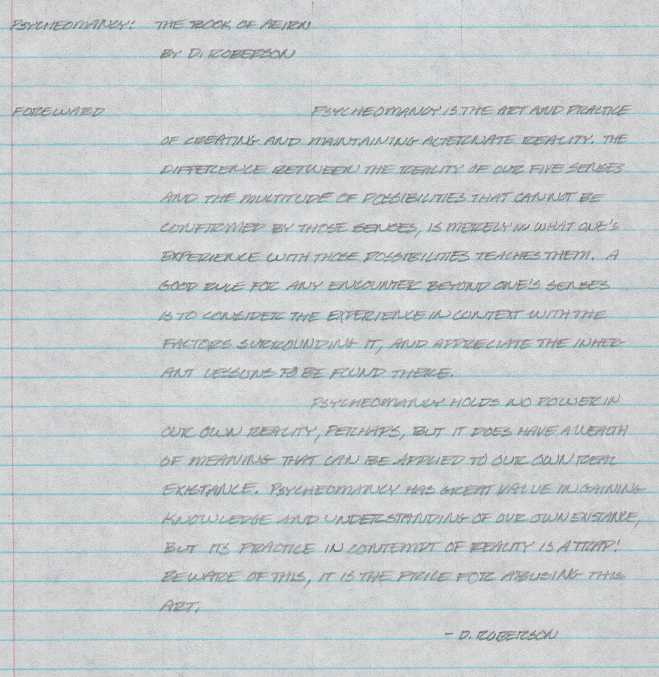 PSYCHEOMANCY: THE BOOK OF AEIRN
BY D. ROBERSON
FOREWARD PSYCHEOMANCY IS THE ART AND PRACTICE
OF CREATING AND MAINTAINING ALTERNATE REALITY. THE
DIFFERENCE BETWEEN THE REALITY OF OUR FIVE SENSES
AND THE MULTITUDE OF POSSIBILITIES THAT CANNOT BE
CONFIRMED BY THOSE SENSES, IS MERELY IN WHAT ONE'S
EXPERIENCE WITH THOSE POSSIBILITIES TEACHES THEM. A
GOOD RULE FOR ANY ENCOUNTER BEYOND ONE'S SENSES
IS TO CONSIDER THE EXPERIENCE IN CONTEXT WITH THE
FACTORS SURROUNDING IT, AND APPRECIATE THE INHER-
ANT LESSONS TO BE FOUND THERE.
PSYCHEOMANCY HOLDS NO POWER IN
OUR OWN REALITY, PERHAPS, BUT IT DOES HAVE A WEALTH
OF MEANING THAT CAN BE APPLIED TO OUR OWN REAL
EXISTANCE. PSYCHEOMANCY HAS GREAT VALUE IN GAINING
KNOWLEDGE AND UNDERSTANDING OF OUR OWN EXISTANCE,
BUT ITS PRACTICE IN CONTEMPT OF REALITY IS A TRAP!
BEWARE OF THIS, IT IS THE PRICE FOR ABUSING THIS
ART.
- D. ROBERSON